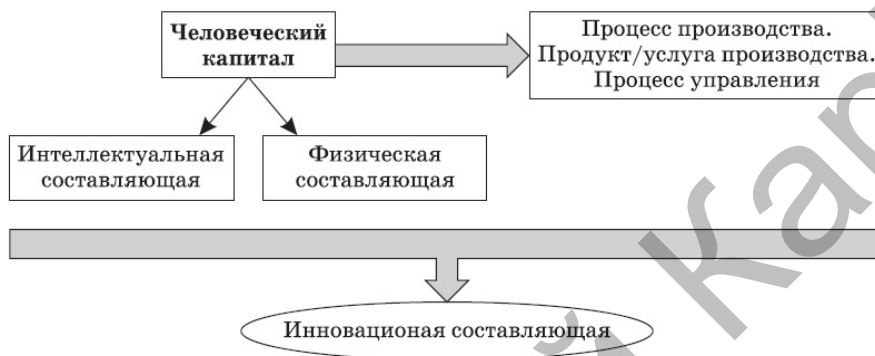 Человеческий
капитал
Процесс производства.
Продукт/услуга производства.
Процесс управления
Интеллектуальная
составляющая
Физическая
составляющая
Инновационая составляющая